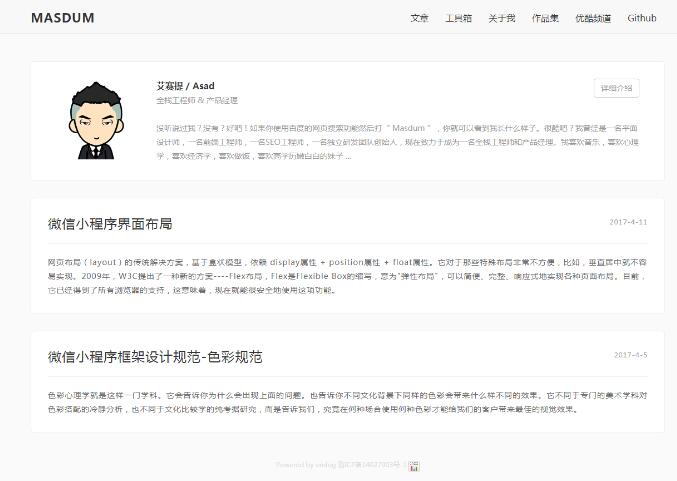 MASDUM
文章 工具箱 关于我 作品集 优酷频道 Github
艾赛提 / Asad
详细介绍
全栈工程师 & 产品经理
没听说过我？没有？好吧！如果你使用百度的网页搜索功能然后打 “ Masdum ” ，你就可以看到我长什么样子。很酷吧？我曾经是一名平面
设计师，一名前端工程师，一名SEO工程师，一名独立研发团队创始人，现在致力于成为一名全栈工程师和产品经理。我喜欢音乐，喜欢心理
学，喜欢经济学，喜欢做饭，喜欢高学历嫩白白的妹子 ...
微信小程序界面布局
2017-4-11
网页布局（layout）的传统解决方案，基于盒状模型，依赖 display属性 + position属性 + float属性。它对于那些特殊布局非常不方便，比如，垂直居中就不容
易实现。2009年，W3C提出了一种新的方案----Flex布局，Flex是Flexible Box的缩写，意为"弹性布局"，可以简便、完整、响应式地实现各种页面布局。目前，
它已经得到了所有浏览器的支持，这意味着，现在就能很安全地使用这项功能。
微信小程序框架设计规范-色彩规范
2017-4-5
色彩心理学就是这样一门学科。它会告诉你为什么会出现上面的问题。也告诉你不同文化背景下同样的色彩会带来什么样不同的效果。它不同于专门的美术学科对
色彩搭配的冷静分析，也不同于文化比较学的纯考据研究，而是告诉我们，究竟在何种场合使用何种色彩才能给我们的客户带来最佳的视觉效果。
Powered by